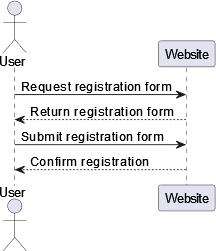 User
Website
Request registration form
Return registration form
Submit registration form
Confirm registration
User
Website